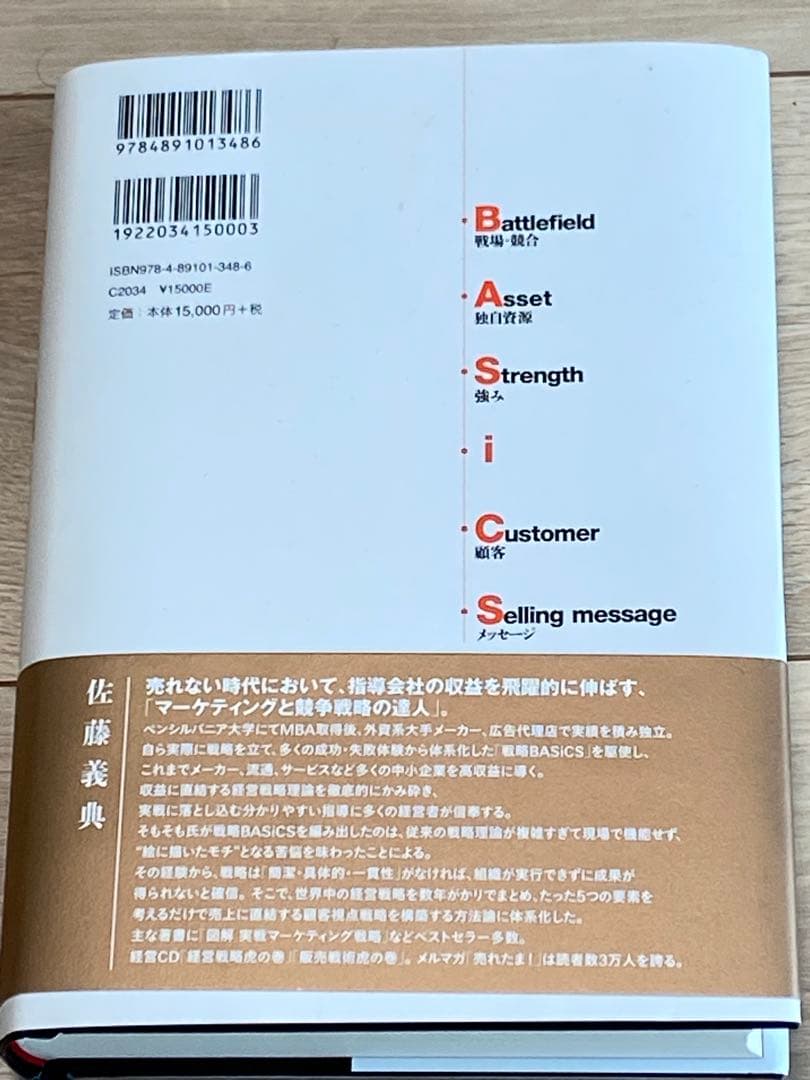 9784891013486
1922034150003
ISBN978-4-89101-348-6
C2034 ¥15000E
定価：本体15,000円+税
Battlefield
戦場・競合
Asset
独自資源
Strength
強み
i
Customer
顧客
Selling message
メッセージ
佐藤義典
売れない時代において、指導会社の収益を飛躍的に伸ばす、
「マーケティングと競争戦略の達人」。
ペンシルバニア大学にてMBA取得後、外資系大手メーカー、広告代理店で実績を積み独立。
自ら実際に戦略を立て、多くの成功・失敗体験から体系化した「戦略BASiCS」を駆使し、
これまでメーカー、流通、サービスなど多くの中小企業を高収益に導く。
収益に直結する経営戦略理論を徹底的にかみ砕き、
実戦に落とし込む分かりやすい指導に多くの経営者が信奉する。
そもそも氏が戦略BASiCSを編み出したのは、従来の戦略理論が複雑すぎて現場で機能せず、
“絵に描いたモチ”となる苦悩を味わったことによる。
その経験から、戦略は「簡潔・具体的・一貫性」がなければ、組織が実行できずに成果が
得られないと確信。そこで、世界中の経営戦略を数年がかりでまとめ、たった5つの要素を
考えるだけで売上に直結する顧客視点戦略を構築する方法論に体系化した。
主な著書に「図解 実戦マーケティング戦略」などベストセラー多数。
経営CD「経営戦略虎の巻」「販売戦術虎の巻」。メルマガ「売れたま！」は読者数3万人を誇る。